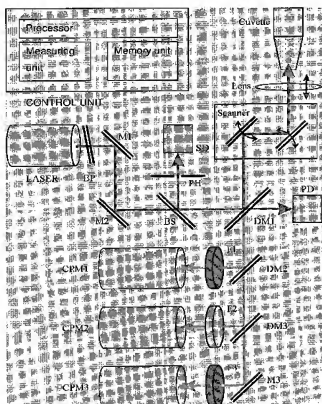 Processor
Measuring unit
Memory unit
CONTROL UNIT
Cuvette
Lens
Scanner
LASER
BP
M1
SD
PH
M2
BS
DM1
PD
CPM1
F1
DM2
CPM2
F2
DM3
CPM3
M3